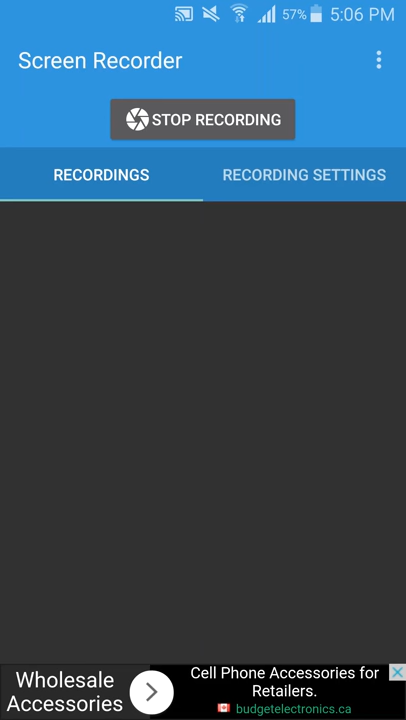 57% 5:06 PM
Screen Recorder
STOP RECORDING
RECORDINGS RECORDING SETTINGS
Wholesale
Accessories
Cell Phone Accessories for
Retailers.
budgetelectronics.ca